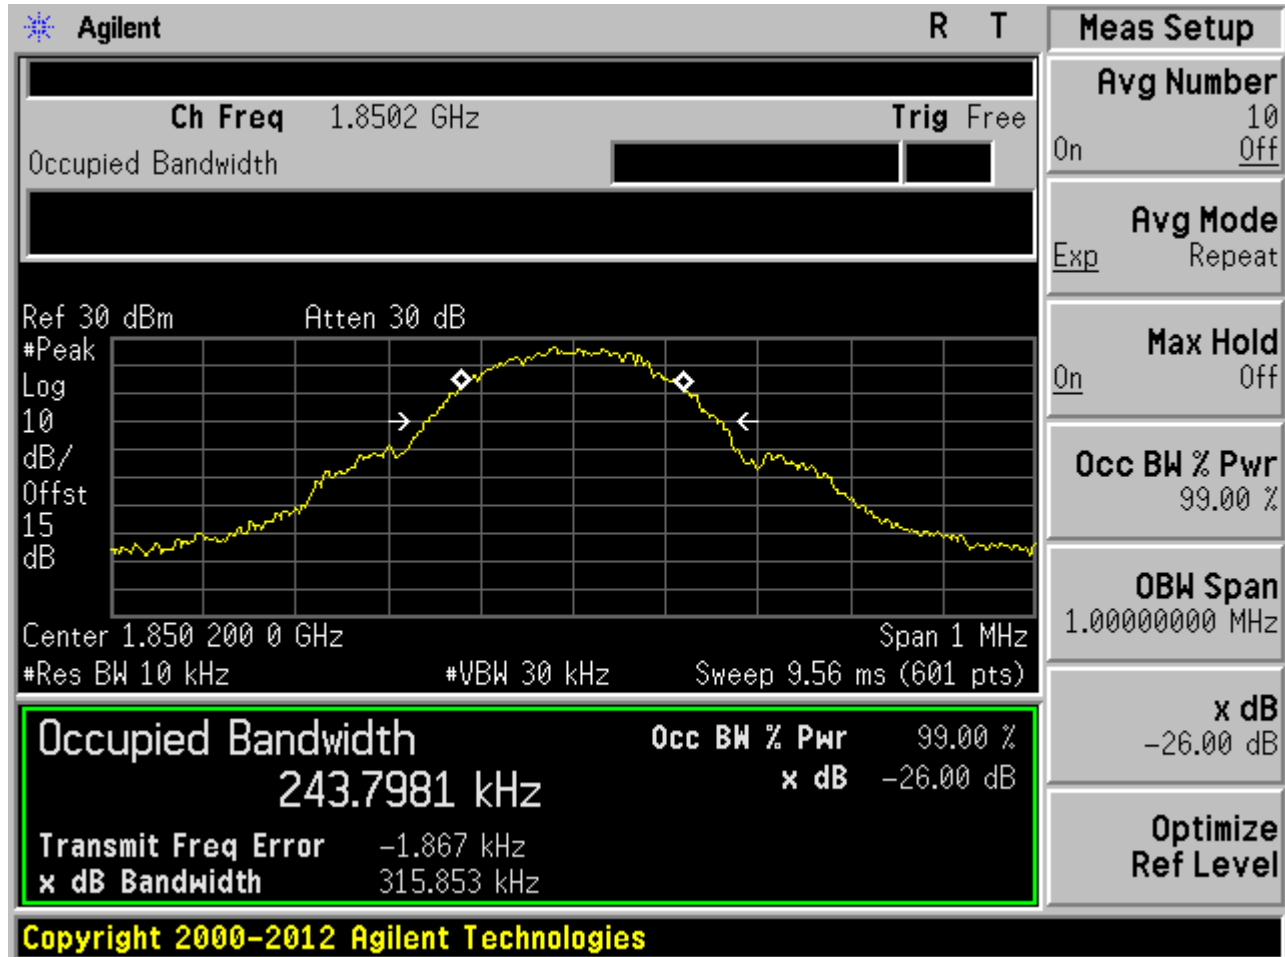 Agilent R T Meas Setup
Ch Freq 1.8502 GHz Trig Free
Occupied Bandwidth
Avg Number
10
On Off
Avg Mode
Exp Repeat
Max Hold
On Off
Occ BW % Pwr
99.00 %
OBW Span
1.00000000 MHz
x dB
-26.00 dB
Optimize
Ref Level
Ref 30 dBm Atten 30 dB
#Peak
Log
10
dB/
Offst
15
dB
Center 1.850 200 0 GHz Span 1 MHz
#Res BW 10 kHz #VBW 30 kHz Sweep 9.56 ms (601 pts)
Occupied Bandwidth Occ BW % Pwr 99.00 %
243.7981 kHz x dB -26.00 dB
Transmit Freq Error -1.867 kHz
x dB Bandwidth 315.853 kHz
Copyright 2000-2012 Agilent Technologies